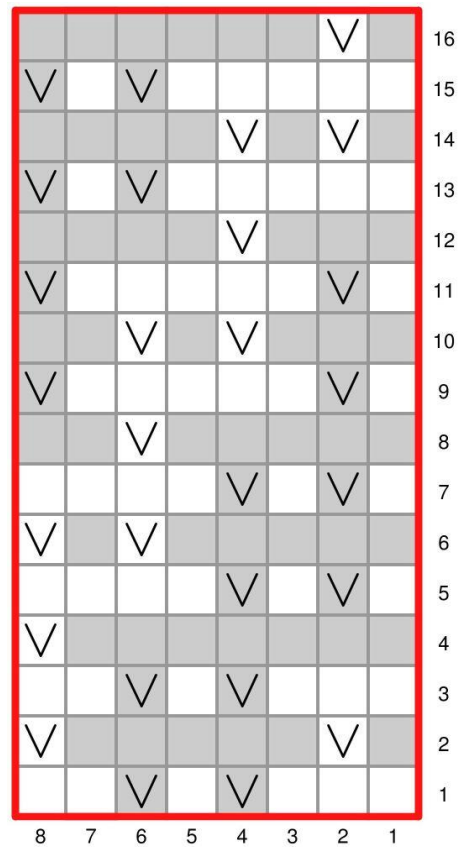 V 16
V V 15
V V 14
V V 13
V 12
V V 11
V V 10
V V 9
V 8
V V 7
V V 6
V V 5
V 4
V V 3
V V 2
V V 1
8 7 6 5 4 3 2 1